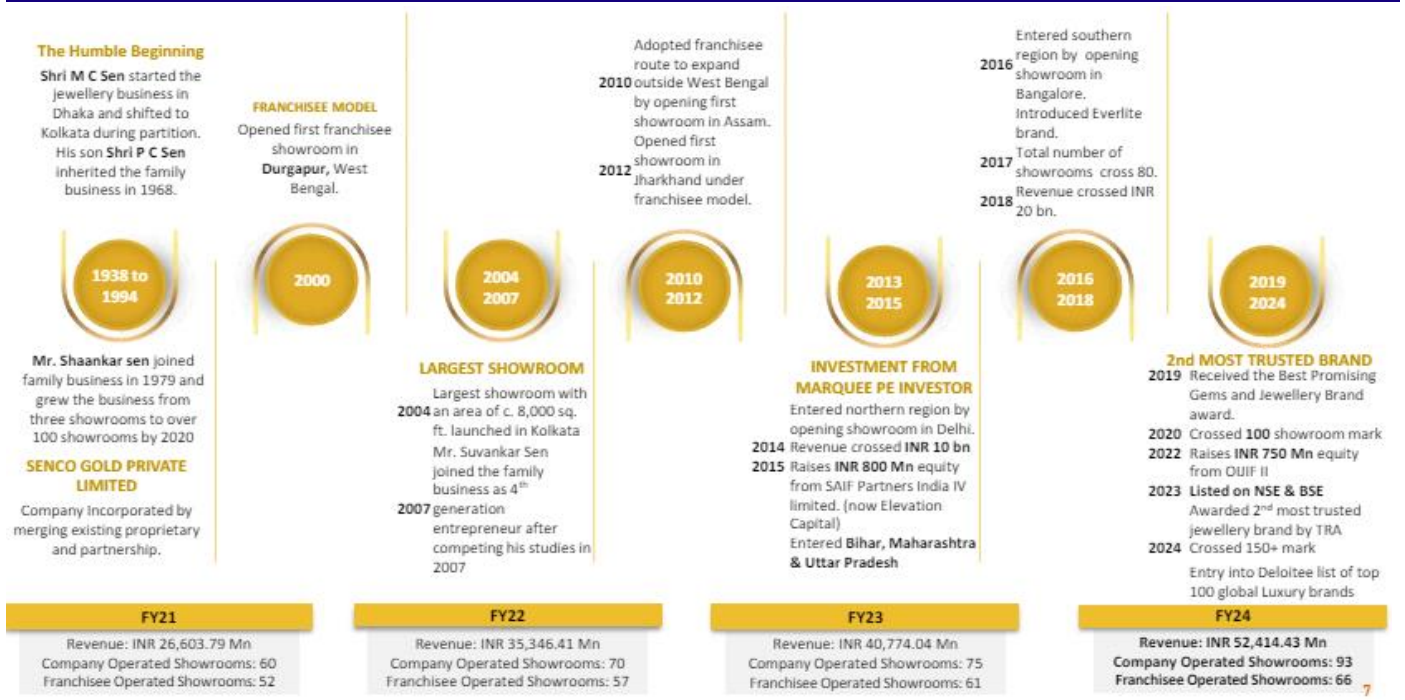 The Humble Beginning
Shri M C Sen started the
jewellery business in
Dhaka and shifted to
Kolkata during partition.
His son Shri P C Sen
inherited the family
business in 1968.
1938 to
1994
Mr. Shaankar sen joined
family business in 1979 and
grew the business from
three showrooms to over
100 showrooms by 2020
SENCO GOLD PRIVATE
LIMITED
Company Incorporated by
merging existing proprietary
and partnership.
FRANCHISEE MODEL
Opened first franchisee
showroom in
Durgapur, West
Bengal.
2000
2004
2007
LARGEST SHOWROOM
Largest showroom with
2004 an area of c. 8,000 sq.
ft. launched in Kolkata
Mr. Suvankar Sen
joined the family
business as 4th
2007 generation
entrepreneur after
competing his studies in
2007
Adopted franchisee
route to expand
2010 outside West Bengal
by opening first
showroom in Assam.
Opened first
2012 showroom in
Jharkhand under
franchisee model.
2010
2012
2013
2015
INVESTMENT FROM
MARQUEE PE INVESTOR
Entered northern region by
opening showroom in Delhi.
2014 Revenue crossed INR 10 bn
2015 Raises INR 800 Mn equity
from SAIF Partners India IV
limited. (now Elevation
Capital)
Entered Bihar, Maharashtra
& Uttar Pradesh
Entered southern
2016 region by opening
showroom in
Bangalore.
Introduced Everlite
brand.
2017 Total number of
showrooms cross 80.
2018 Revenue crossed INR
20 bn.
2016
2018
2019
2024
2nd MOST TRUSTED BRAND
2019 Received the Best Promising
Gems and Jewellery Brand
award.
2020 Crossed 100 showroom mark
2022 Raises INR 750 Mn equity
from OIJIF II
2023 Listed on NSE & BSE
Awarded 2nd most trusted
jewellery brand by TRA
2024 Crossed 150+ mark
Entry into Deloitee list of top
100 global Luxury brands
FY21
Revenue: INR 26,603.79 Mn
Company Operated Showrooms: 60
Franchisee Operated Showrooms: 52
FY22
Revenue: INR 35,346.41 Mn
Company Operated Showrooms: 70
Franchisee Operated Showrooms: 57
FY23
Revenue: INR 40,774.04 Mn
Company Operated Showrooms: 75
Franchisee Operated Showrooms: 61
FY24
Revenue: INR 52,414.43 Mn
Company Operated Showrooms: 93
Franchisee Operated Showrooms: 66
7